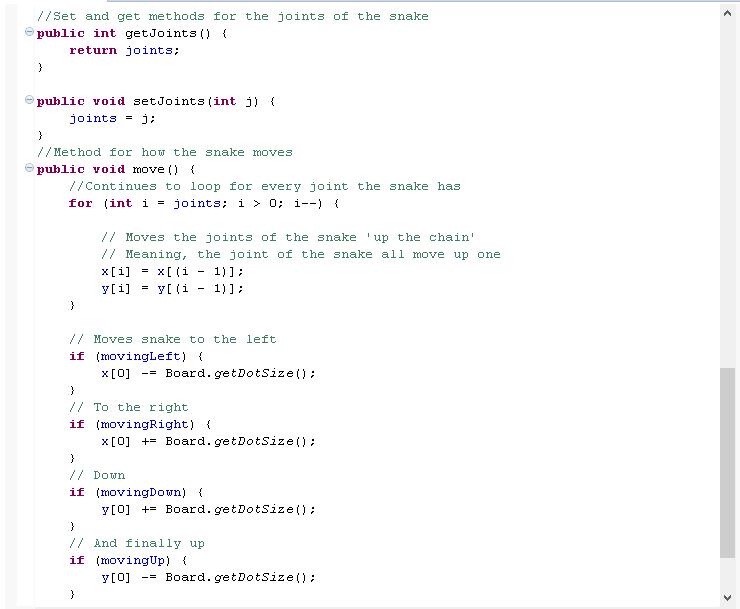 //Set and get methods for the joints of the snake
public int getJoints() {
    return joints;
}

public void setJoints(int j) {
    joints = j;
}
//Method for how the snake moves
public void move() {
    //Continues to loop for every joint the snake has
    for (int i = joints; i > 0; i--) {

        // Moves the joints of the snake 'up the chain'
        // Meaning, the joint of the snake all move up one
        x[i] = x[(i - 1)];
        y[i] = y[(i - 1)];
    }

    // Moves snake to the left
    if (movingLeft) {
        x[0] -= Board.getDotSize();
    }
    // To the right
    if (movingRight) {
        x[0] += Board.getDotSize();
    }
    // Down
    if (movingDown) {
        y[0] += Board.getDotSize();
    }
    // And finally up
    if (movingUp) {
        y[0] -= Board.getDotSize();
    }